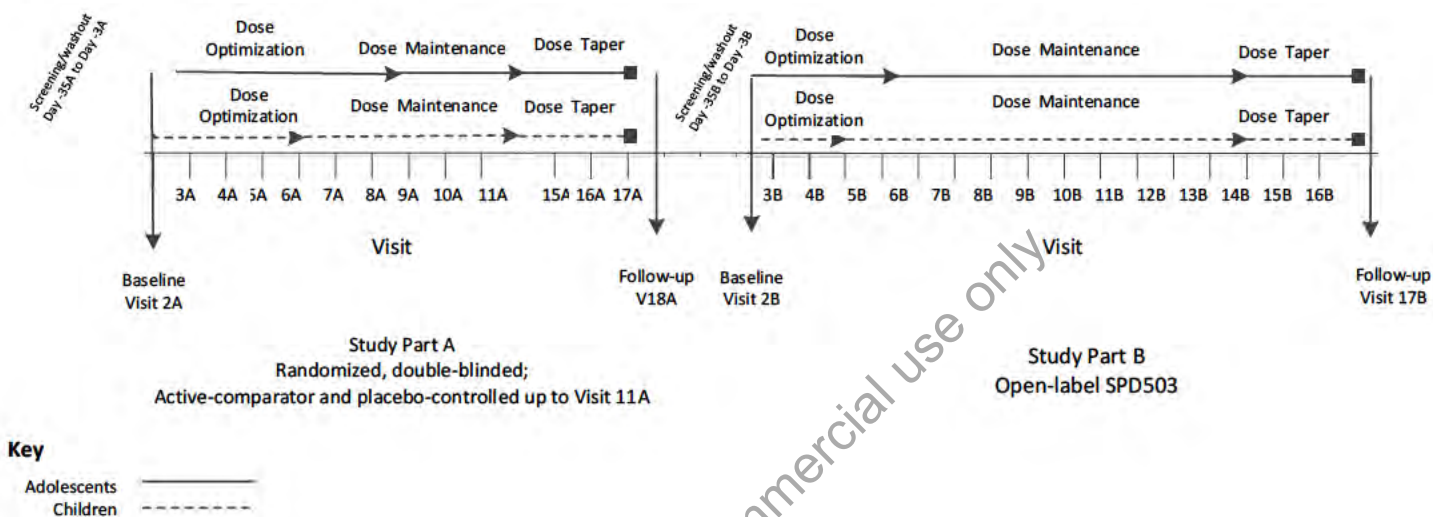 Screening/washout
Day -35A to Day -3A
Dose
Optimization
Dose Maintenance
Dose Taper
Dose
Optimization
Dose Maintenance
Dose Taper
3A 4A 5A 6A 7A 8A 9A 10A 11A 15A 16A 17A
Visit
Baseline
Visit 2A
Follow-up
V18A
Study Part A
Randomized, double-blinded;
Active-comparator and placebo-controlled up to Visit 11A
Screening/washout
Day -35B to Day -3B
Dose
Optimization
Dose Maintenance
Dose Taper
Dose
Optimization
Dose Maintenance
Dose Taper
3B 4B 5B 6B 7B 8B 9B 10B 11B 12B 13B 14B 15B 16B
Visit
Baseline
Visit 2B
Follow-up
Visit 17B
Study Part B
Open-label SPD503
mmercial use only
Key
Adolescents
Children